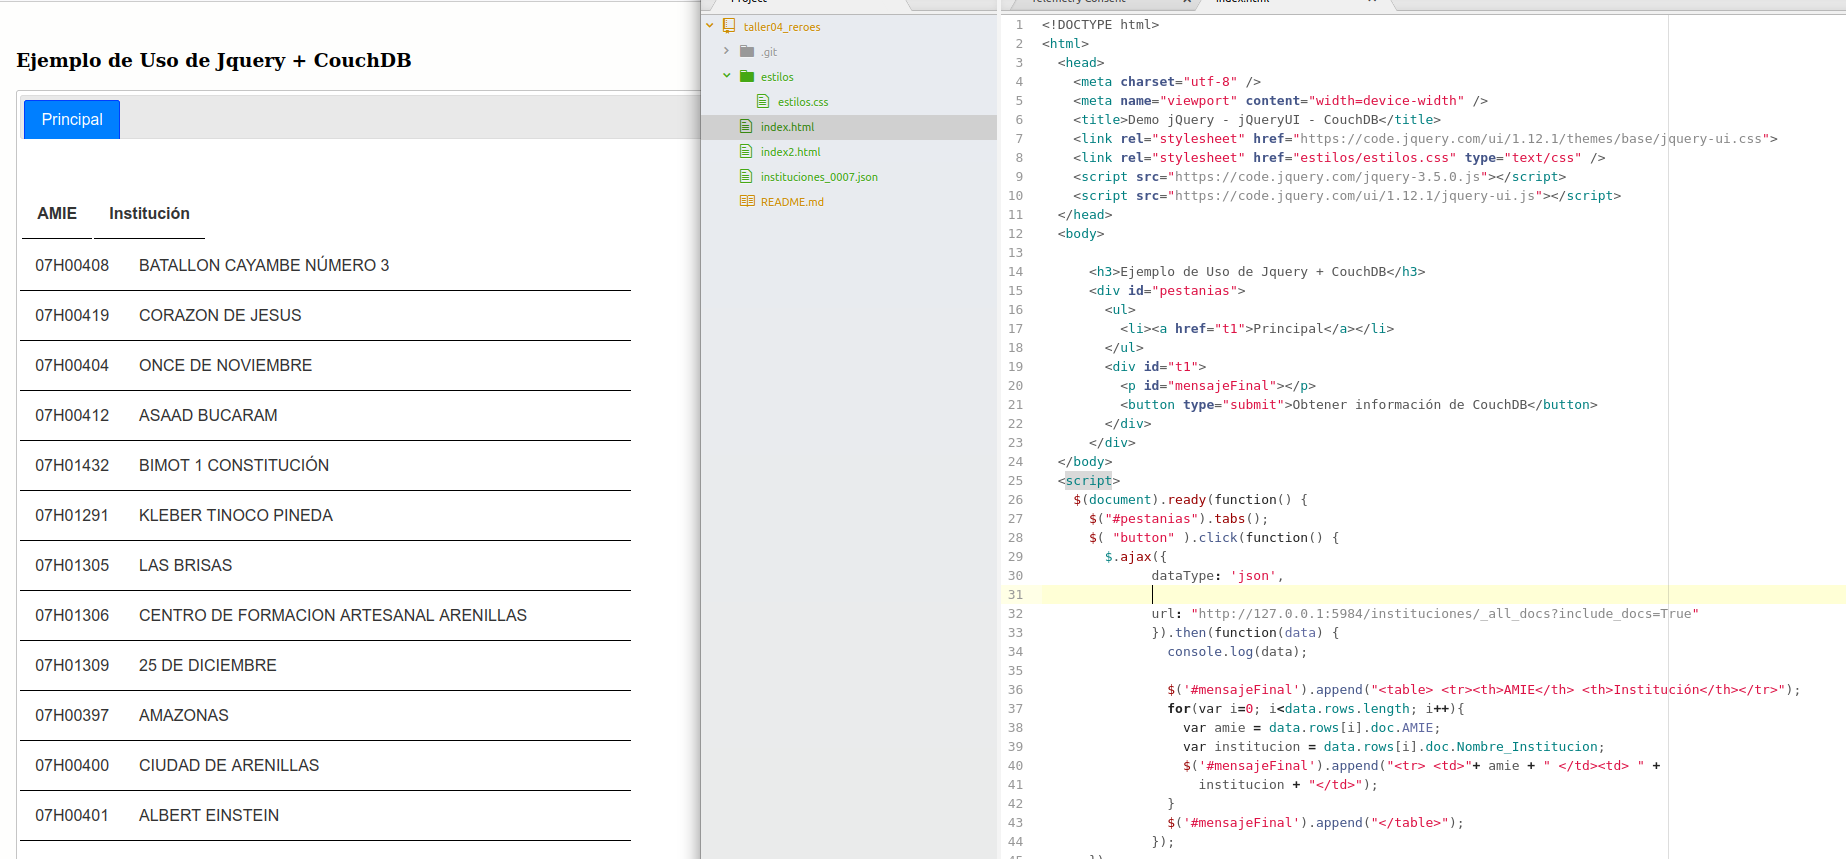 Ejemplo de Uso de Jquery + CouchDB
Principal
AMIE Institución
07H00408 BATALLON CAYAMBE NÚMERO 3
07H00419 CORAZON DE JESUS
07H00404 ONCE DE NOVIEMBRE
07H00412 ASAAD BUCARAM
07H01432 BIMOT 1 CONSTITUCIÓN
07H01291 KLEBER TINOCO PINEDA
07H01305 LAS BRISAS
07H01306 CENTRO DE FORMACION ARTESANAL ARENILLAS
07H01309 25 DE DICIEMBRE
07H00397 AMAZONAS
07H00400 CIUDAD DE ARENILLAS
07H00401 ALBERT EINSTEIN
Project
taller04_reroes
.git
estilos
estilos.css
index.html
index2.html
instituciones_0007.json
README.md
Telemetry Consent index.html
1 <!DOCTYPE html>
2 <html>
3 <head>
4 <meta charset="utf-8" />
5 <meta name="viewport" content="width=device-width" />
6 <title>Demo jQuery - jQueryUI - CouchDB</title>
7 <link rel="stylesheet" href="https://code.jquery.com/ui/1.12.1/themes/base/jquery-ui.css">
8 <link rel="stylesheet" href="estilos/estilos.css" type="text/css" />
9 <script src="https://code.jquery.com/jquery-3.5.0.js"></script>
10 <script src="https://code.jquery.com/ui/1.12.1/jquery-ui.js"></script>
11 </head>
12 <body>
13
14 <h3>Ejemplo de Uso de Jquery + CouchDB</h3>
15 <div id="pestanias">
16 <ul>
17 <li><a href="t1">Principal</a></li>
18 </ul>
19 <div id="t1">
20 <p id="mensajeFinal"></p>
21 <button type="submit">Obtener información de CouchDB</button>
22 </div>
23 </div>
24 </body>
25 <script>
26 $(document).ready(function() {
27 $("#pestanias").tabs();
28 $( "button" ).click(function() {
29 $.ajax({
30 dataType: 'json',
31
32 url: "http://127.0.0.1:5984/instituciones/_all_docs?include_docs=True"
33 }).then(function(data) {
34 console.log(data);
35
36 $('#mensajeFinal').append("<table> <tr><th>AMIE</th> <th>Institución</th></tr>");
37 for(var i=0; i<data.rows.length; i++){
38 var amie = data.rows[i].doc.AMIE;
39 var institucion = data.rows[i].doc.Nombre_Institucion;
40 $('#mensajeFinal').append("<tr> <td>"+ amie + " </td><td> " +
41 institucion + "</td>");
42 }
43 $('#mensajeFinal').append("</table>");
44 });